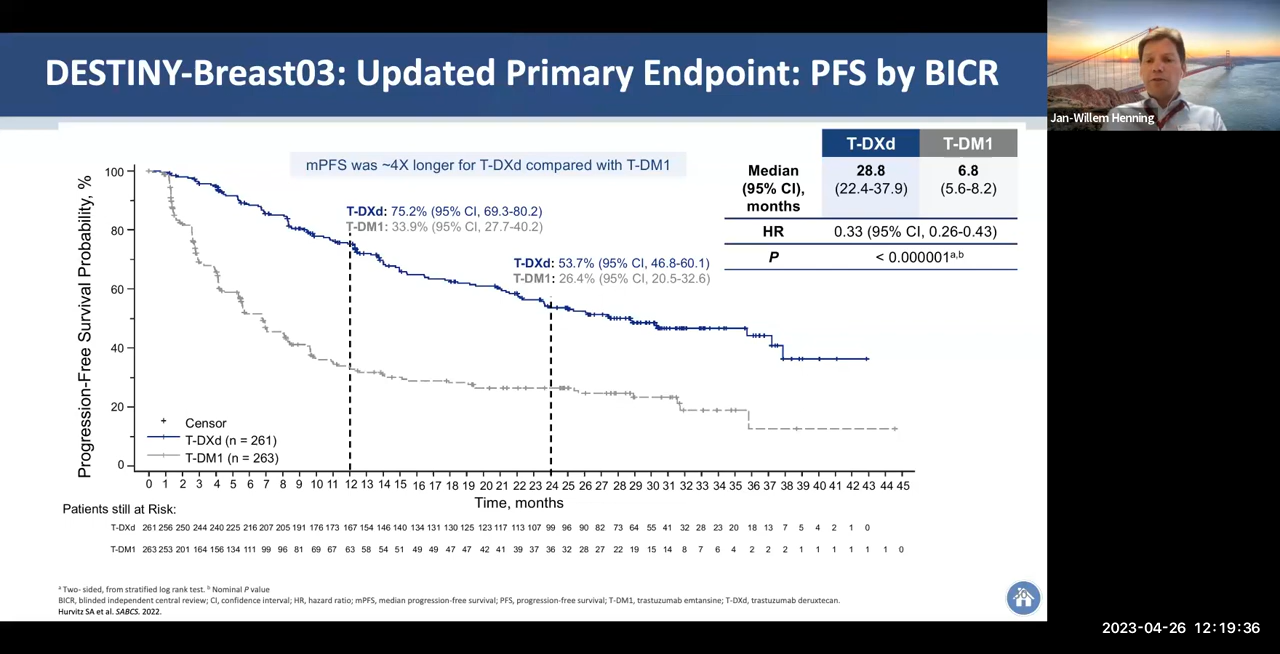 DESTINY-Breast03: Updated Primary Endpoint: PFS by BICR
Jan-Willem Henning
mPFS was ~4X longer for T-DXd compared with T-DM1
T-DXd T-DM1
Median (95% CI), months 28.8 (22.4-37.9) 6.8 (5.6-8.2)
HR 0.33 (95% CI, 0.26-0.43)
P < 0.000001a,b
Progression-Free Survival Probability, %
100
80
60
40
20
0
T-DXd: 75.2% (95% CI, 69.3-80.2)
T-DM1: 33.9% (95% CI, 27.7-40.2)
T-DXd: 53.7% (95% CI, 46.8-60.1)
T-DM1: 26.4% (95% CI, 20.5-32.6)
Censor
T-DXd (n = 261)
T-DM1 (n = 263)
0 1 2 3 4 5 6 7 8 9 10 11 12 13 14 15 16 17 18 19 20 21 22 23 24 25 26 27 28 29 30 31 32 33 34 35 36 37 38 39 40 41 42 43 44 45
Time, months
Patients still at Risk:
T-DXd 261 256 250 244 240 225 216 207 205 191 176 173 167 154 146 140 134 131 130 125 123 117 113 107 99 96 90 82 73 64 55 41 32 28 23 20 18 13 7 5 4 2 1 0
T-DM1 263 253 201 164 156 134 111 99 96 81 69 67 63 58 54 51 49 49 47 47 42 41 39 37 36 32 28 27 22 19 15 14 8 7 6 4 2 2 2 1 1 1 1 1 1 0
a Two- sided, from stratified log rank test. b Nominal P value
BICR, blinded independent central review; CI, confidence interval; HR, hazard ratio; mPFS, median progression-free survival; PFS, progression-free survival; T-DM1, trastuzumab emtansine; T-DXd, trastuzumab deruxtecan.
Hurvitz SA et al. SABCS. 2022.
2023-04-26 12:19:36